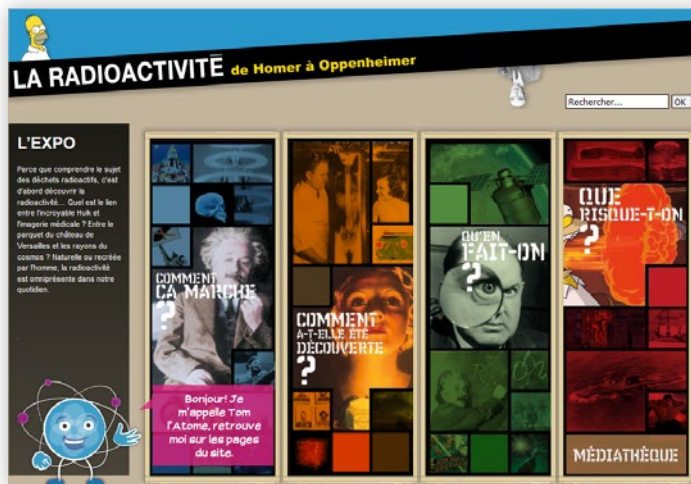 LA RADIOACTIVITÉ de Homer à Oppenheimer
Rechercher... OK
L'EXPO
Parce que comprendre le sujet
des déchets radioactifs, c'est
d'abord découvrir la
radioactivité... Quel est le lien
entre l'incroyable Hulk et
l'imagerie médicale ? Entre le
parquet du château de
Versailles et les rayons du
cosmos ? Naturelle ou recréée
par l'homme, la radioactivité
est omniprésente dans notre
quotidien.
COMMENT
ÇA MARCHE
?
COMMENT
A-T-ELLE ÉTÉ
DÉCOUVERTE
?
QU'EN
FAIT-ON
?
QUE
RISQUE-T-ON
?
Bonjour! Je
m'appelle Tom
l'Atome, retrouve
moi sur les pages
du site.
MÉDIATHÈQUE